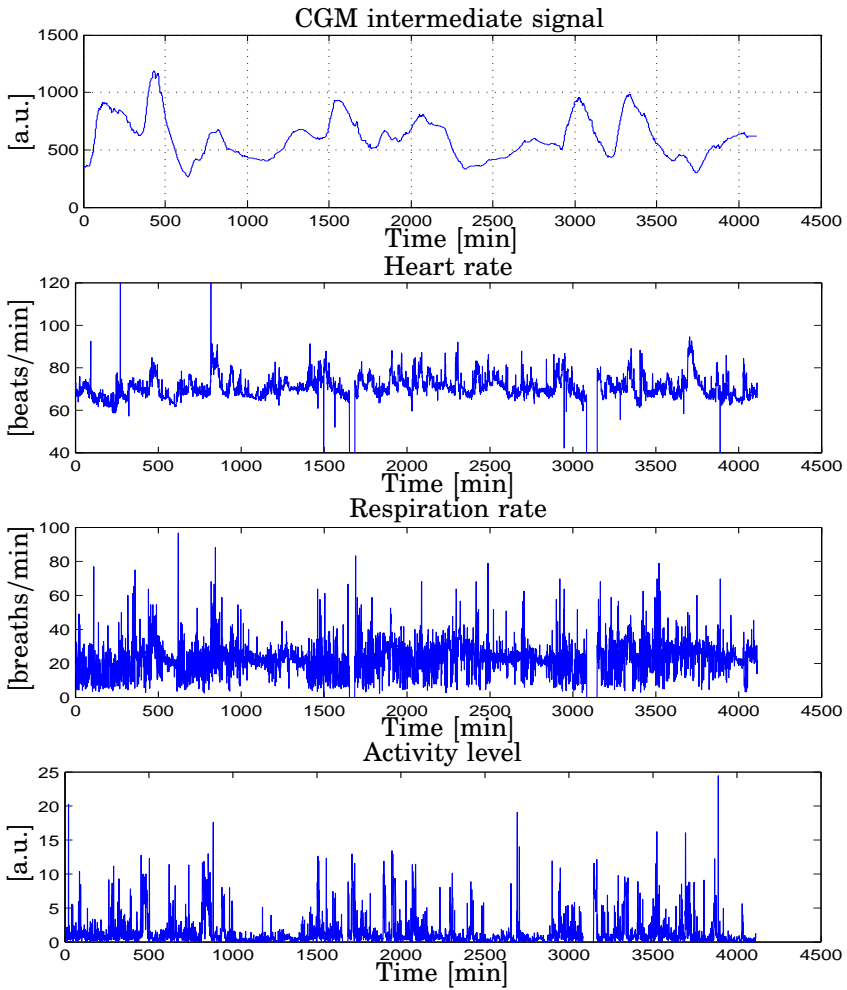 CGM intermediate signal
1500
1000
500
0
[a.u.]
0 500 1000 1500 2000 2500 3000 3500 4000 4500
Time [min]
Heart rate
120
100
80
60
40
[beats/min]
0 500 1000 1500 2000 2500 3000 3500 4000 4500
Time [min]
Respiration rate
100
80
60
40
20
0
[breaths/min]
0 500 1000 1500 2000 2500 3000 3500 4000 4500
Time [min]
Activity level
25
20
15
10
5
0
[a.u.]
0 500 1000 1500 2000 2500 3000 3500 4000 4500
Time [min]